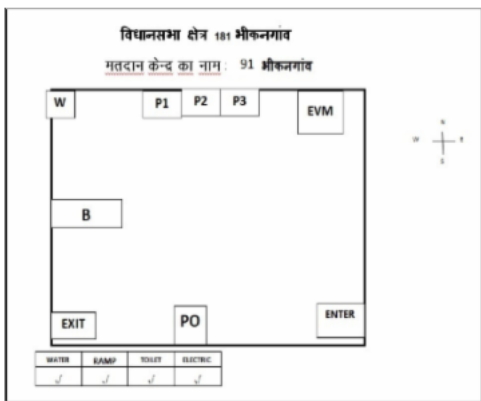 विधानसभा क्षेत्र 181 भीकनगांव
मतदान केन्द का नाम : 91 भीकनगांव
W P1 P2 P3 EVM
N
W E
S
B
EXIT PO ENTER
WATER RAMP TOILET ELECTRIC
√ √ √ √